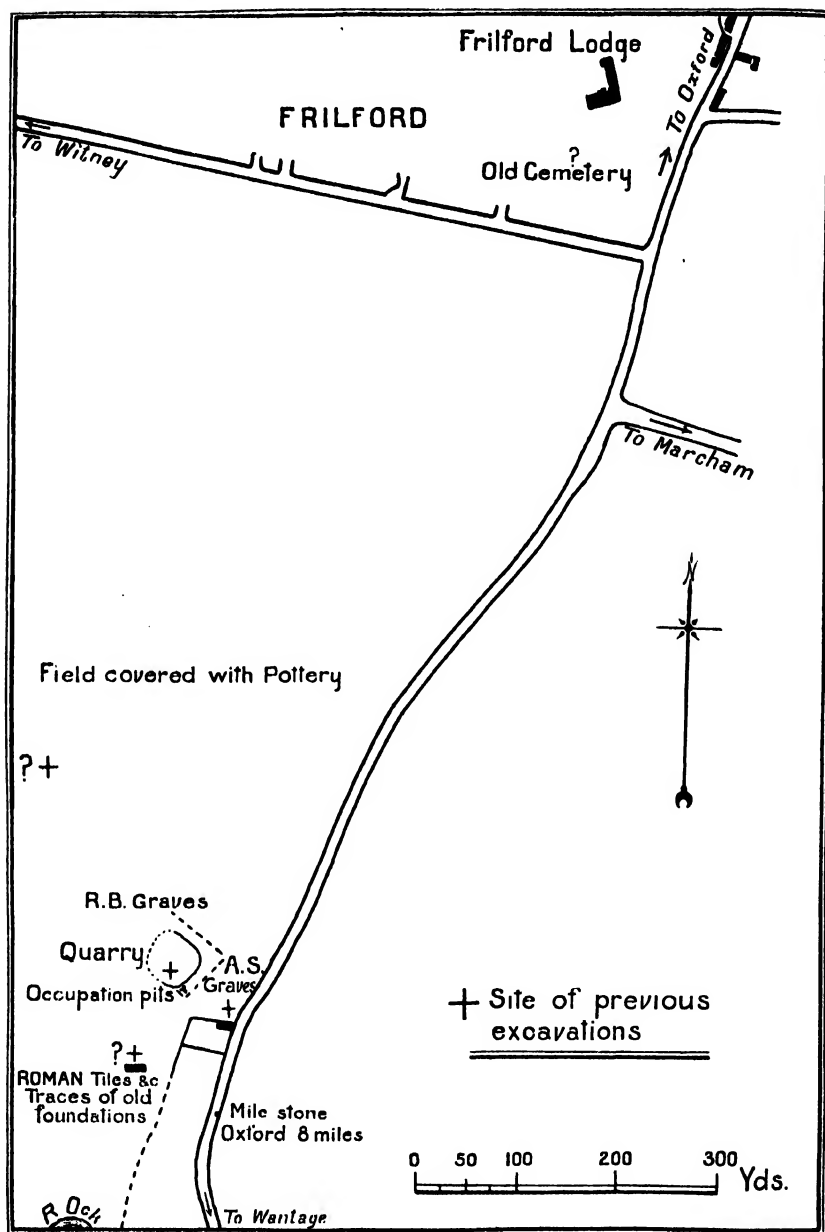 Frilford Lodge
To Oxford
FRILFORD
To Witney
?
Old Cemetery
To Marcham
N
Field covered with Pottery
?+
R.B. Graves
Quarry
+
A.S.
Graves
Occupation pits
+
+ Site of previous
excavations
?+
ROMAN Tiles &c
Traces of old
foundations
Mile stone
Oxford 8 miles
0 50 100 200 300
Yds.
R. Ock
To Wantage